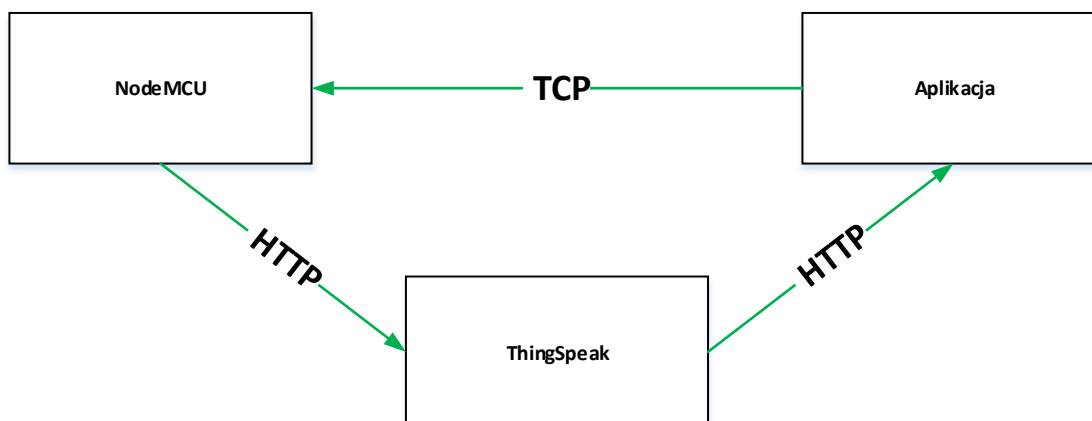 NodeMCU
TCP
Aplikacja
HTTP
HTTP
ThingSpeak